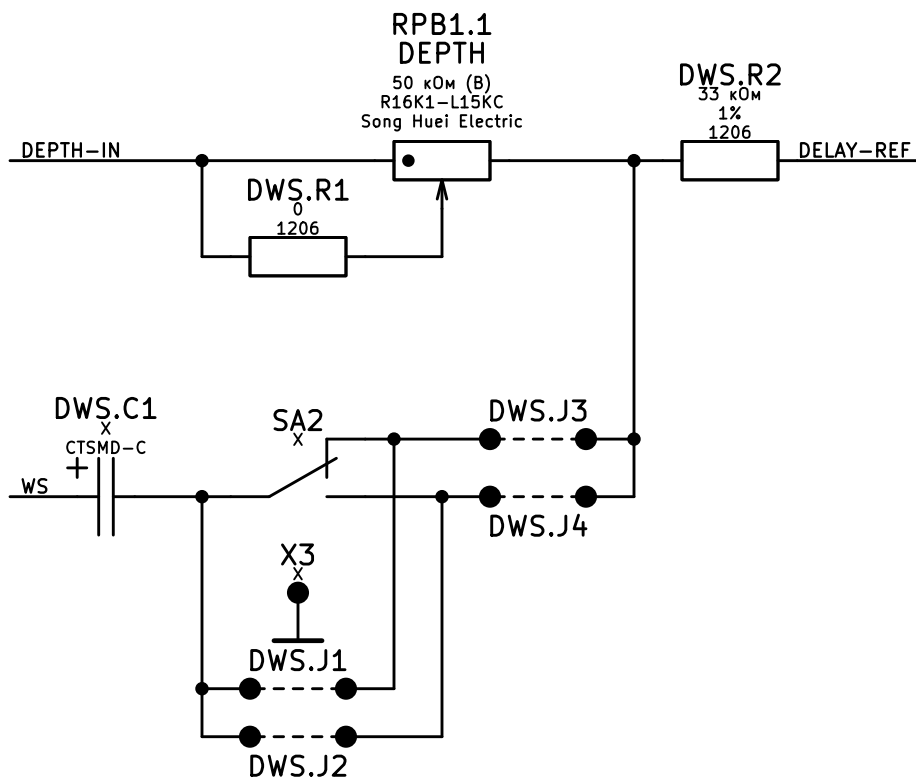 RPB1.1
DEPTH
50 кОм (B)
R16K1-L15KC
Song Huei Electric
DWS.R2
33 кОм
1%
1206
DEPTH-IN
DELAY-REF
DWS.R1
0
1206
DWS.C1
X
CTSMD-C
+
WS
SA2
X
DWS.J3
DWS.J4
X3
X
DWS.J1
DWS.J2